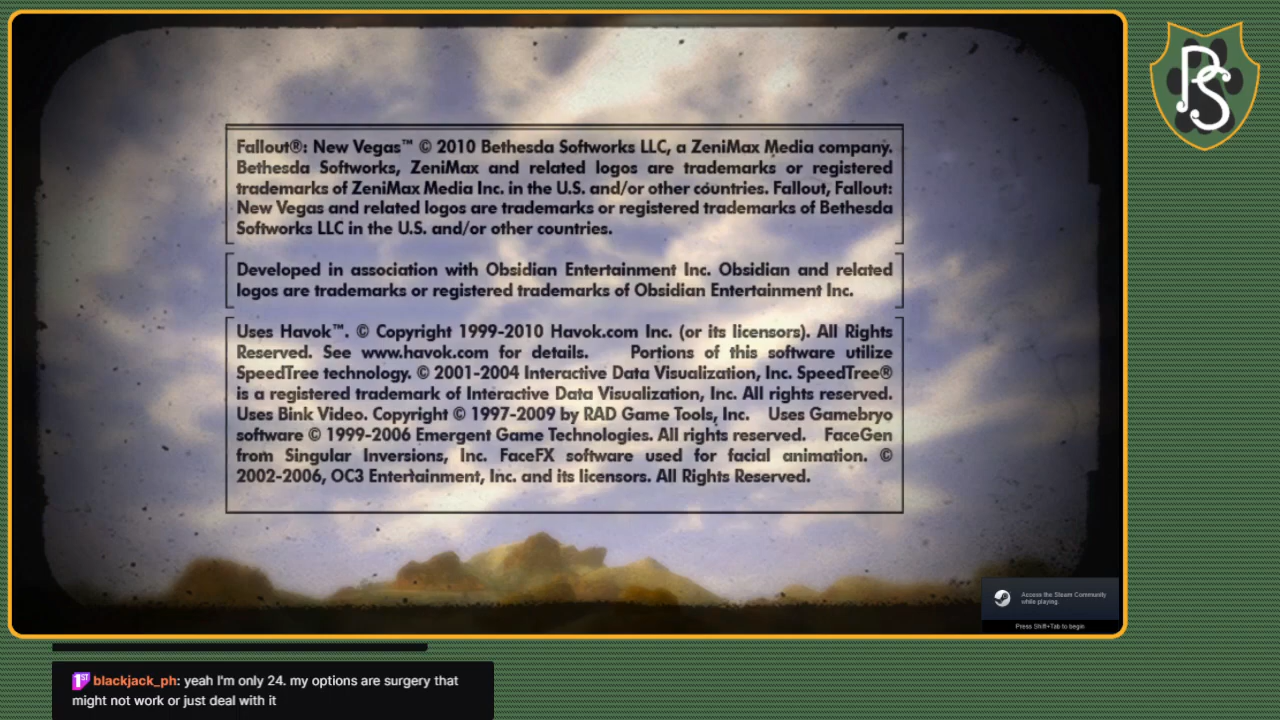 Fallout®: New Vegas™ © 2010 Bethesda Softworks LLC, a ZeniMax Media company.
Bethesda Softworks, ZeniMax and related logos are trademarks or registered
trademarks of ZeniMax Media Inc. in the U.S. and/or other countries. Fallout, Fallout:
New Vegas and related logos are trademarks or registered trademarks of Bethesda
Softworks LLC in the U.S. and/or other countries.
Developed in association with Obsidian Entertainment Inc. Obsidian and related
logos are trademarks or registered trademarks of Obsidian Entertainment Inc.
Uses Havok™. © Copyright 1999-2010 Havok.com Inc. (or its licensors). All Rights
Reserved. See www.havok.com for details. Portions of this software utilize
SpeedTree technology. © 2001-2004 Interactive Data Visualization, Inc. SpeedTree®
is a registered trademark of Interactive Data Visualization, Inc. All rights reserved.
Uses Bink Video. Copyright © 1997-2009 by RAD Game Tools, Inc. Uses Gamebryo
software © 1999-2006 Emergent Game Technologies. All rights reserved. FaceGen
from Singular Inversions, Inc. FaceFX software used for facial animation. ©
2002-2006, OC3 Entertainment, Inc. and its licensors. All Rights Reserved.
PS
Access the Steam Community
while playing.
Press Shift+Tab to begin
1ST blackjack_ph: yeah I'm only 24. my options are surgery that
might not work or just deal with it